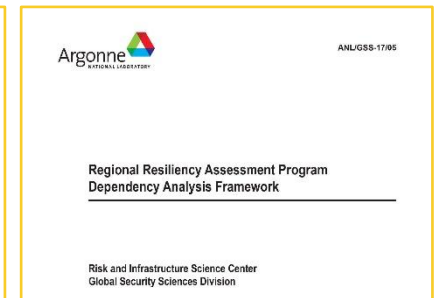 Argonne
NATIONAL LABORATORY
ANL/GSS-17/05
Regional Resiliency Assessment Program
Dependency Analysis Framework
Risk and Infrastructure Science Center
Global Security Sciences Division